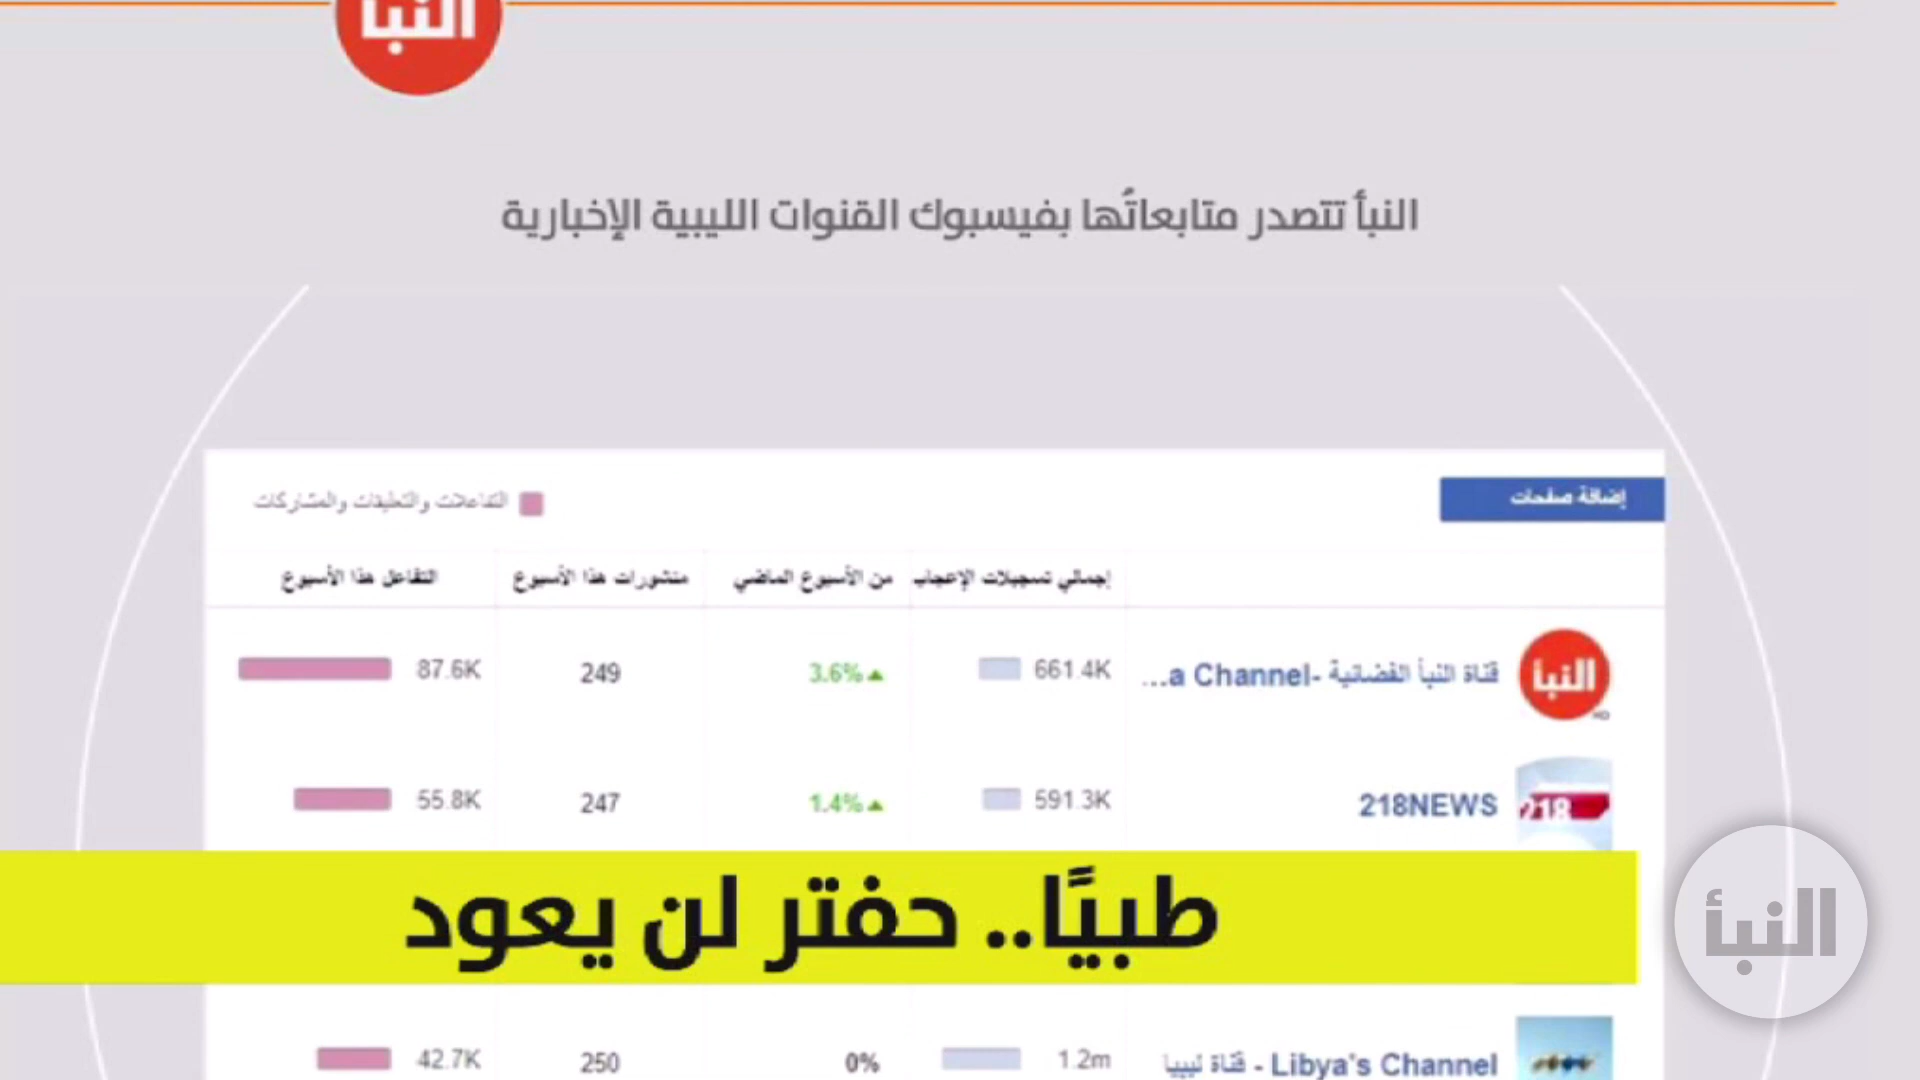 النبأ
النبأ تتصدر متابعاتُها بفيسبوك القنوات الليبية الإخبارية
إضافة صفحات
التفاعلات والتعليقات والمشاركات
إجمالي تسجيلات الإعجاب من الأسبوع الماضي منشورات هذا الأسبوع التفاعل هذا الأسبوع
النبأ HD قناة النبأ الفضائية -a Channel... 661.4K 3.6% 249 87.6K
218 218NEWS 591.3K 1.4% 247 55.8K
طبيًا.. حفتر لن يعود
النبأ
Libya's Channel - قناة ليبيا 1.2m 0% 250 42.7K